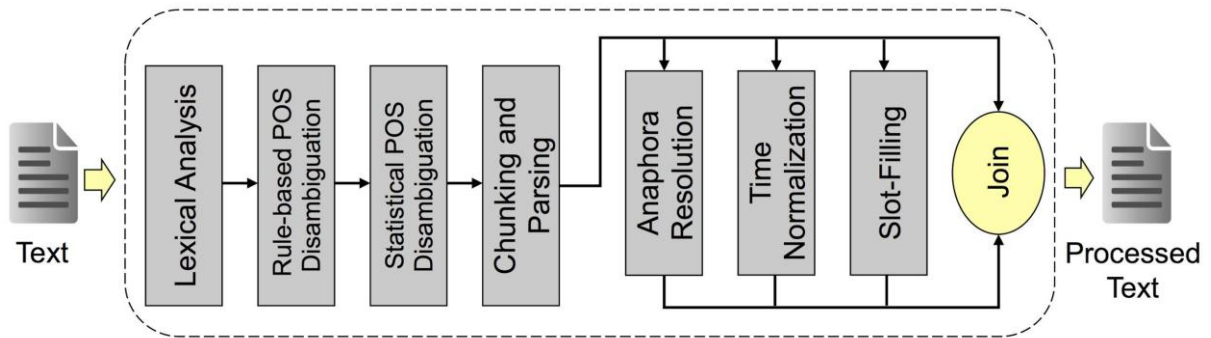 Text
Lexical Analysis
Rule-based POS
Disambiguation
Statistical POS
Disambiguation
Chunking and
Parsing
Anaphora
Resolution
Time
Normalization
Slot-Filling
Join
Processed
Text